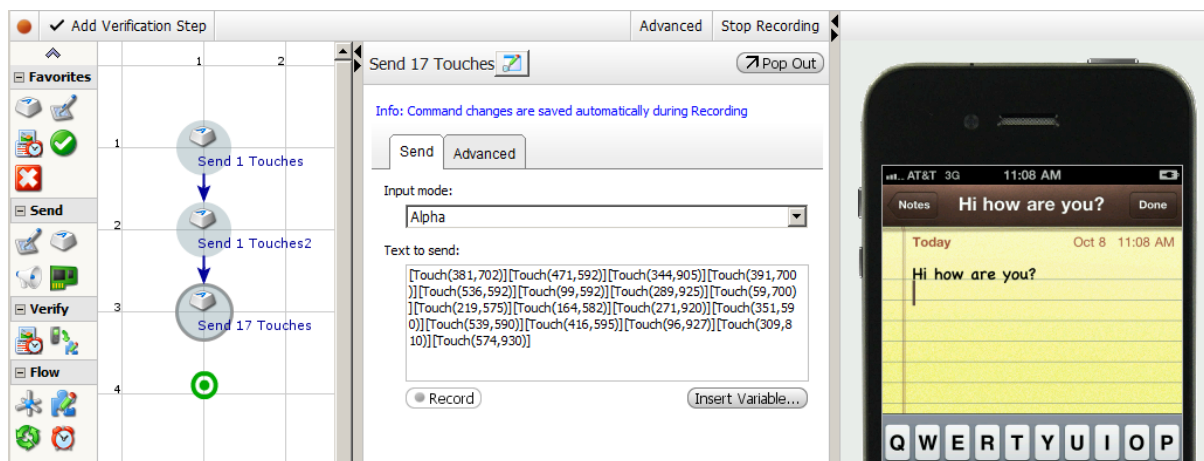 Add Verification Step
Advanced
Stop Recording
Favorites
Send
Verify
Flow
1 2
1
Send 1 Touches
2
Send 1 Touches2
3
Send 17 Touches
4
Send 17 Touches
Pop Out
Info: Command changes are saved automatically during Recording
Send
Advanced
Input mode:
Alpha
Text to send:
[Touch(381,702)][Touch(471,592)][Touch(344,905)][Touch(391,700
)][Touch(536,592)][Touch(99,592)][Touch(289,925)][Touch(59,700)
][Touch(219,575)][Touch(164,582)][Touch(271,920)][Touch(351,59
0)][Touch(539,590)][Touch(416,595)][Touch(96,927)][Touch(309,8
10)][Touch(574,930)]
Record
Insert Variable...
AT&T 3G 11:08 AM
Notes
Hi how are you?
Done
Today Oct 8 11:08 AM
Hi how are you?
Q W E R T Y U I O P